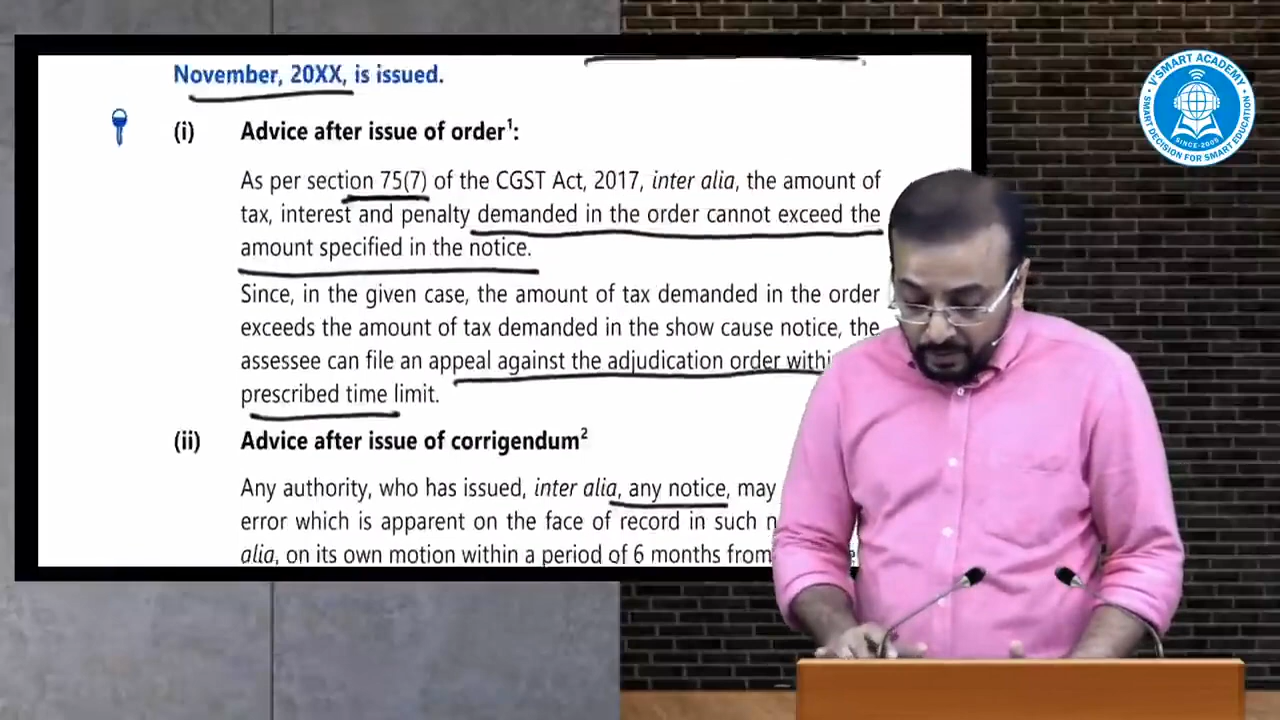 November, 20XX, is issued.
(i) Advice after issue of order¹:
As per section 75(7) of the CGST Act, 2017, inter alia, the amount of
tax, interest and penalty demanded in the order cannot exceed the
amount specified in the notice.
Since, in the given case, the amount of tax demanded in the order
exceeds the amount of tax demanded in the show cause notice, the
assessee can file an appeal against the adjudication order
prescribed time limit.
(ii) Advice after issue of corrigendum²
Any authority, who has issued, inter alia, any notice, may
error which is apparent on the face of record in such
alia, on its own motion within a period of 6 months from
V'SMART ACADEMY
SMART DECISION FOR SMART EDUCATION
SINCE-2005